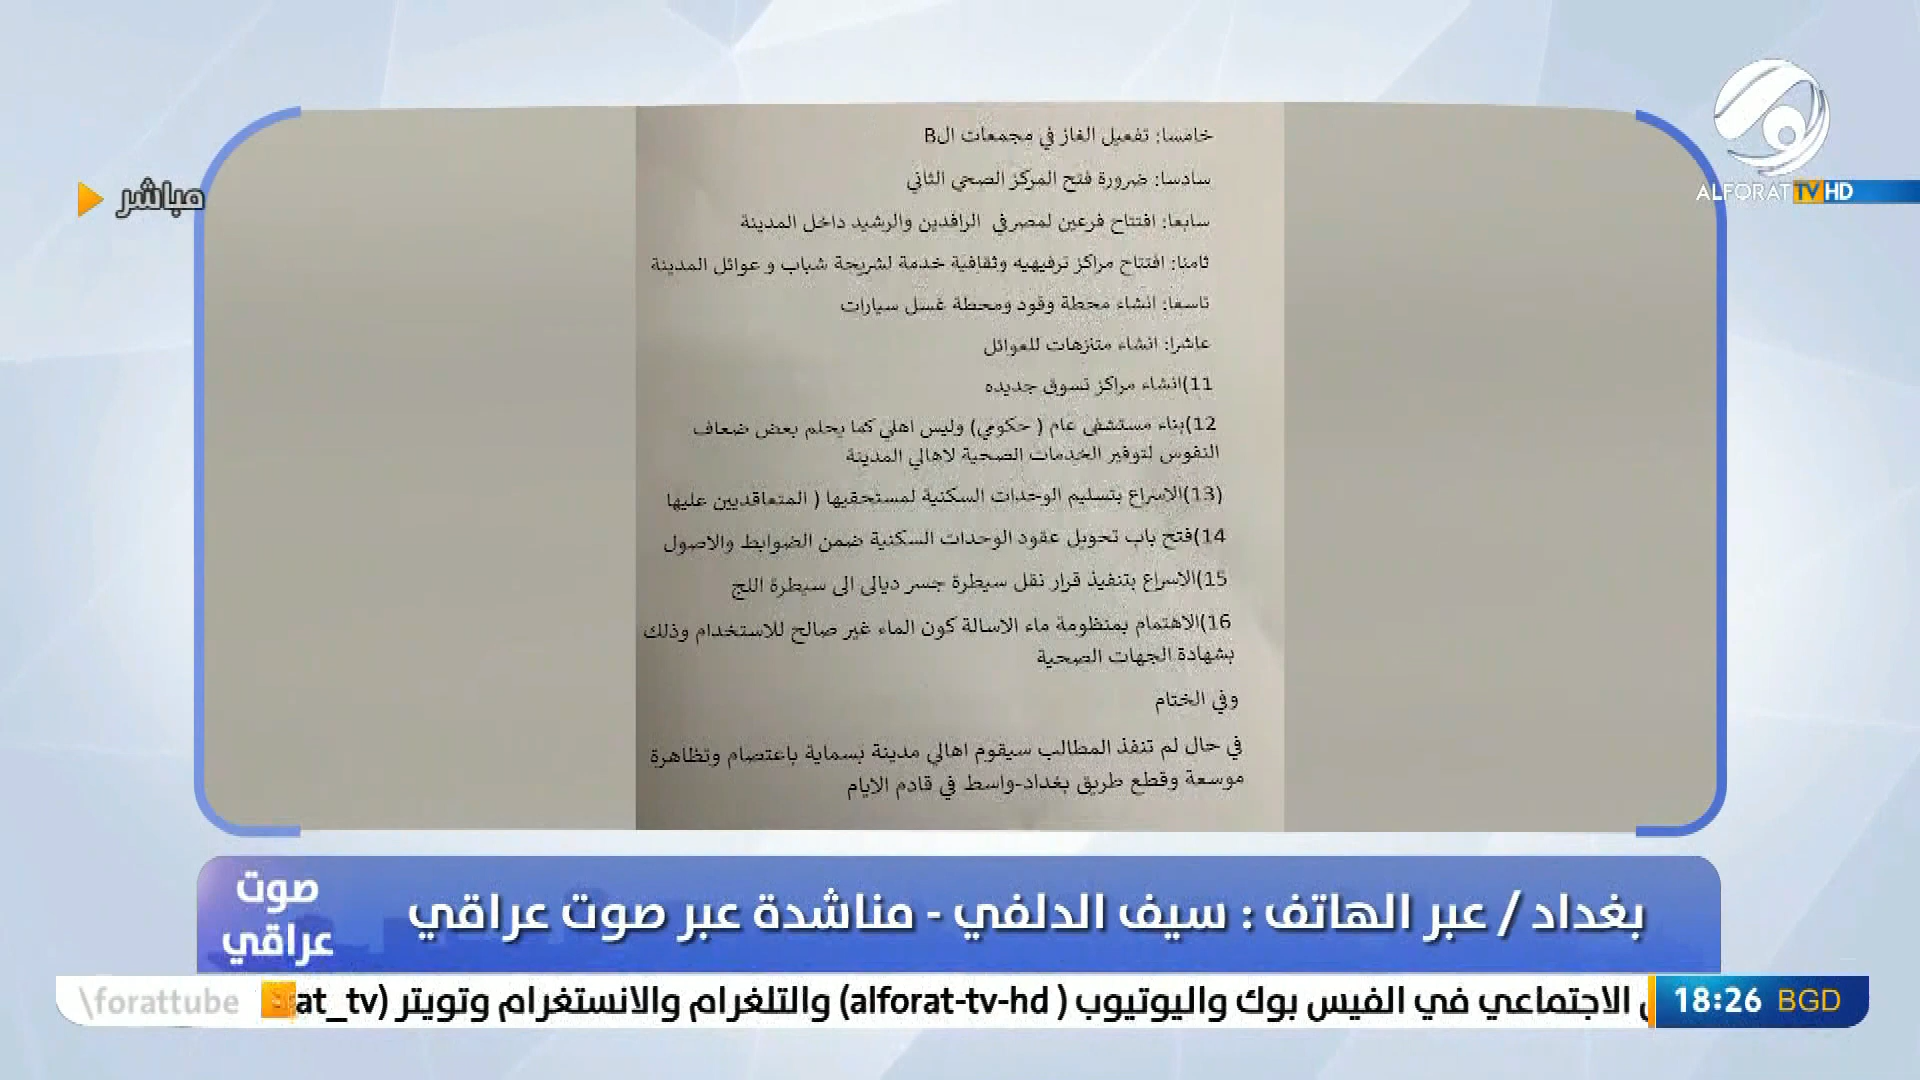 ALFORAT TV HD
مباشر
خامسا: تفعيل الغاز في مجمعات الB
سادسا: ضرورة فتح المركز الصحي الثاني
سابعا: افتتاح فرعين لمصرفي الرافدين والرشيد داخل المدينة
ثامنا: افتتاح مراكز ترفيهيه وثقافية خدمة لشريحة شباب و عوائل المدينة
تاسعا: انشاء محطة وقود ومحطة غسل سيارات
عاشرا: انشاء متنزهات للعوائل
11)انشاء مراكز تسوق جديده
12)بناء مستشفى عام ( حكومي) وليس اهلي كما يحلم بعض ضعاف
النفوس لتوفير الخدمات الصحية لاهالي المدينة
13)الاسراع بتسليم الوحدات السكنية لمستحقيها ( المتعاقديين عليها)
14)فتح باب تحويل عقود الوحدات السكنية ضمن الضوابط والاصول
15)الاسراع بتنفيذ قرار نقل سيطرة جسر ديالى الى سيطرة اللج
16)الاهتمام بمنظومة ماء الاسالة كون الماء غير صالح للاستخدام وذلك
بشهادة الجهات الصحية
وفي الختام
في حال لم تنفذ المطالب سيقوم اهالي مدينة بسماية باعتصام وتظاهرة
موسعة وقطع طريق بغداد-واسط في قادم الايام
بغداد / عبر الهاتف : سيف الدلفي - مناشدة عبر صوت عراقي
صوت
عراقي
الاجتماعي في الفيس بوك واليوتيوب ( alforat-tv-hd) والتلغرام والانستغرام وتويتر (at_tv
\forattube
18:26 BGD